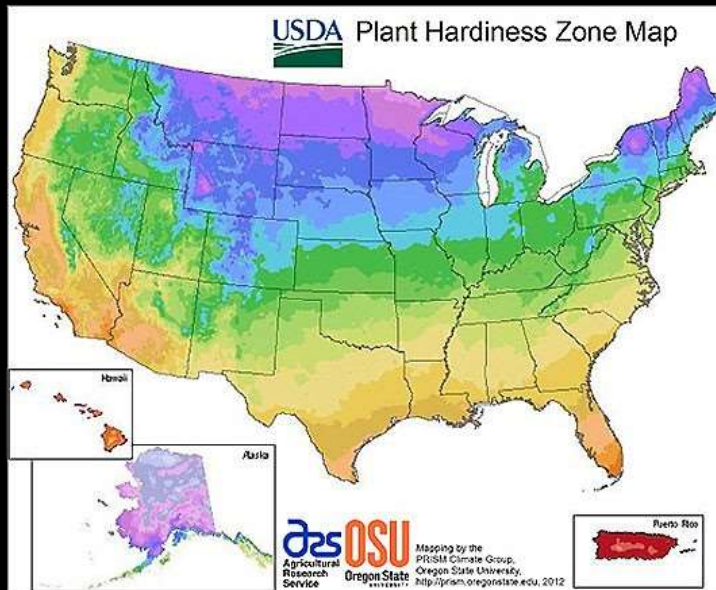 USDA Plant Hardiness Zone Map
Hawaii
Alaska
Puerto Rico
ars
Agricultural
Research
Service
OSU
Oregon State
UNIVERSITY
Mapping by the
PRISM Climate Group,
Oregon State University,
http://prism.oregonstate.edu, 2012